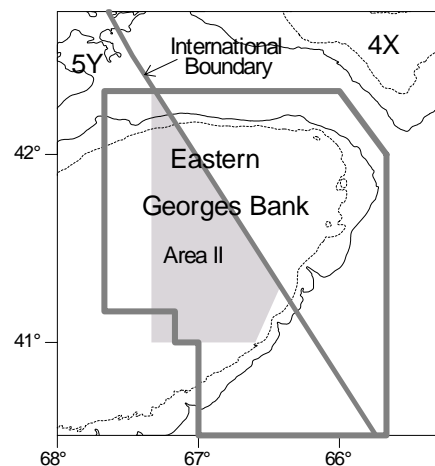 4X
International
Boundary
5Y
42°
Eastern
Georges Bank
Area II
41°
68°
67°
66°